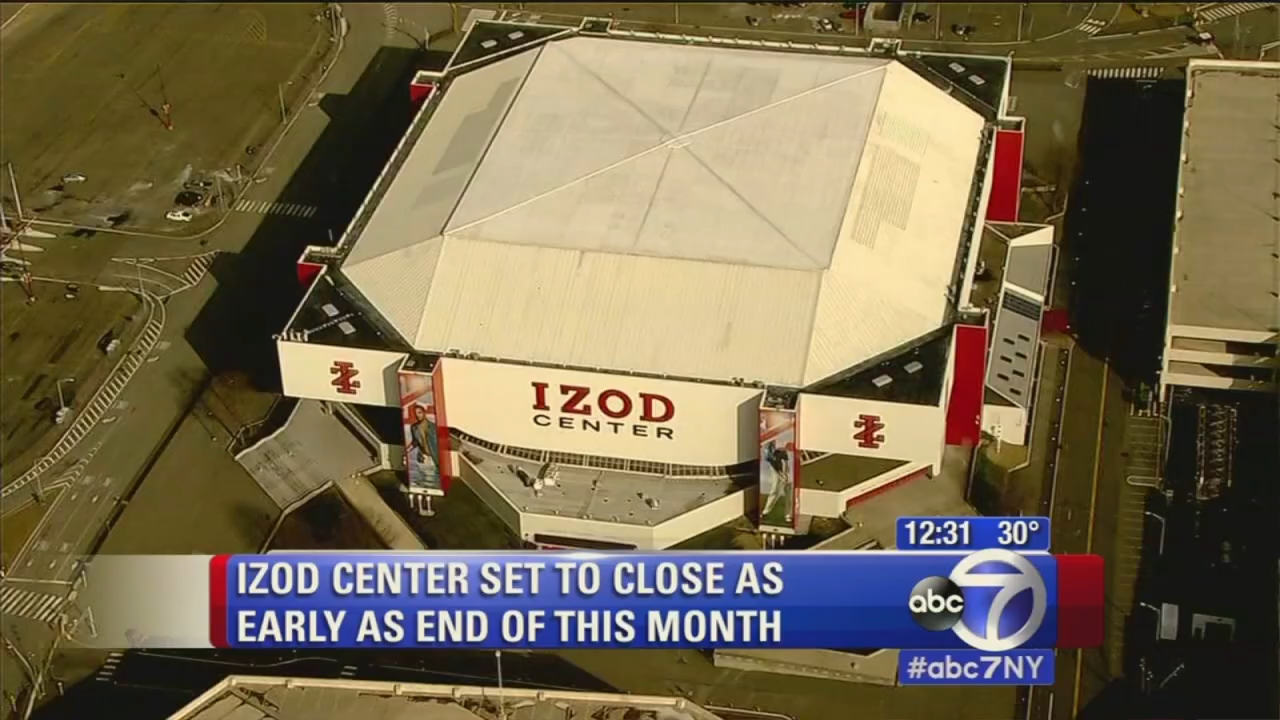 IZOD
CENTER
12:31 30°
IZOD CENTER SET TO CLOSE AS
EARLY AS END OF THIS MONTH
abc 7
#abc7NY